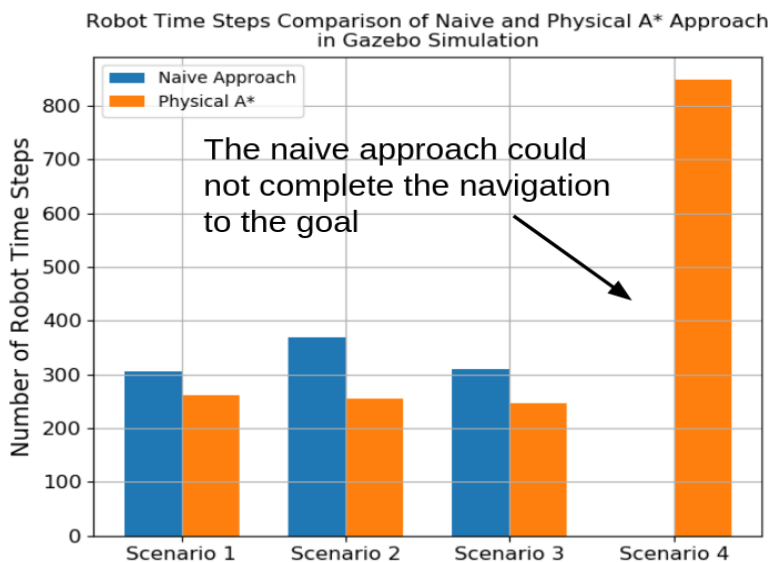 Robot Time Steps Comparison of Naive and Physical A* Approach
in Gazebo Simulation
Number of Robot Time Steps
800
700
600
500
400
300
200
100
0
Naive Approach
Physical A*
The naive approach could
not complete the navigation
to the goal
Scenario 1
Scenario 2
Scenario 3
Scenario 4